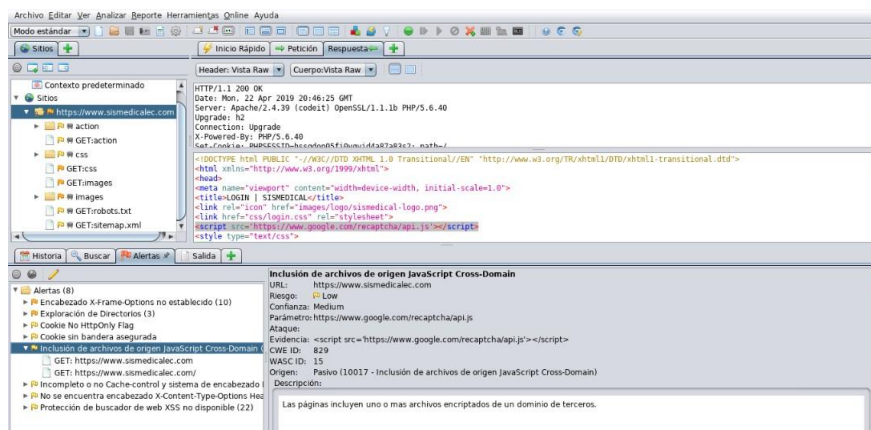 Archivo Editar Ver Analizar Reporte Herramientas Online Ayuda
Modo estándar
Sitios
Inicio Rápido Petición Respuesta
Header: Vista Raw Cuerpo:Vista Raw
Contexto predeterminado
Sitios
https://www.sismedicalec.com
action
GET:action
css
GET:css
GET:images
images
GET:robots.txt
GET:sitemap.xml
HTTP/1.1 200 OK
Date: Mon, 22 Apr 2019 20:46:25 GMT
Server: Apache/2.4.39 (codeit) OpenSSL/1.1.1b PHP/5.6.40
Upgrade: h2
Connection: Upgrade
X-Powered-By: PHP/5.6.40
<!DOCTYPE html PUBLIC "-//W3C//DTD XHTML 1.0 Transitional//EN" "http://www.w3.org/TR/xhtml1/DTD/xhtml1-transitional.dtd">
<html xmlns="http://www.w3.org/1999/xhtml">
<head>
<meta name="viewport" content="width=device-width, initial-scale=1.0">
<title>LOGIN | SISMEDICAL</title>
<link rel="icon" href="images/logo/sismedical-logo.png">
<link href="css/login.css" rel="stylesheet">
<script src='https://www.google.com/recaptcha/api.js'></script>
<style type="text/css">
Historia Buscar Alertas Salida
Alertas (8)
Encabezado X-Frame-Options no establecido (10)
Exploración de Directorios (3)
Cookie No HttpOnly Flag
Cookie sin bandera asegurada
Inclusión de archivos de origen JavaScript Cross-Domain (
GET: https://www.sismedicalec.com
GET: https://www.sismedicalec.com/
Incompleto o no Cache-control y sistema de encabezado
No se encuentra encabezado X-Content-Type-Options Hea
Protección de buscador de web XSS no disponible (22)
Inclusión de archivos de origen JavaScript Cross-Domain
URL: https://www.sismedicalec.com
Riesgo: Low
Confianza: Medium
Parámetro: https://www.google.com/recaptcha/api.js
Ataque:
Evidencia: <script src='https://www.google.com/recaptcha/api.js'></script>
CWE ID: 829
WASC ID: 15
Origen: Pasivo (10017 - Inclusión de archivos de origen JavaScript Cross-Domain)
Descripción:
Las páginas incluyen uno o mas archivos encriptados de un dominio de terceros.